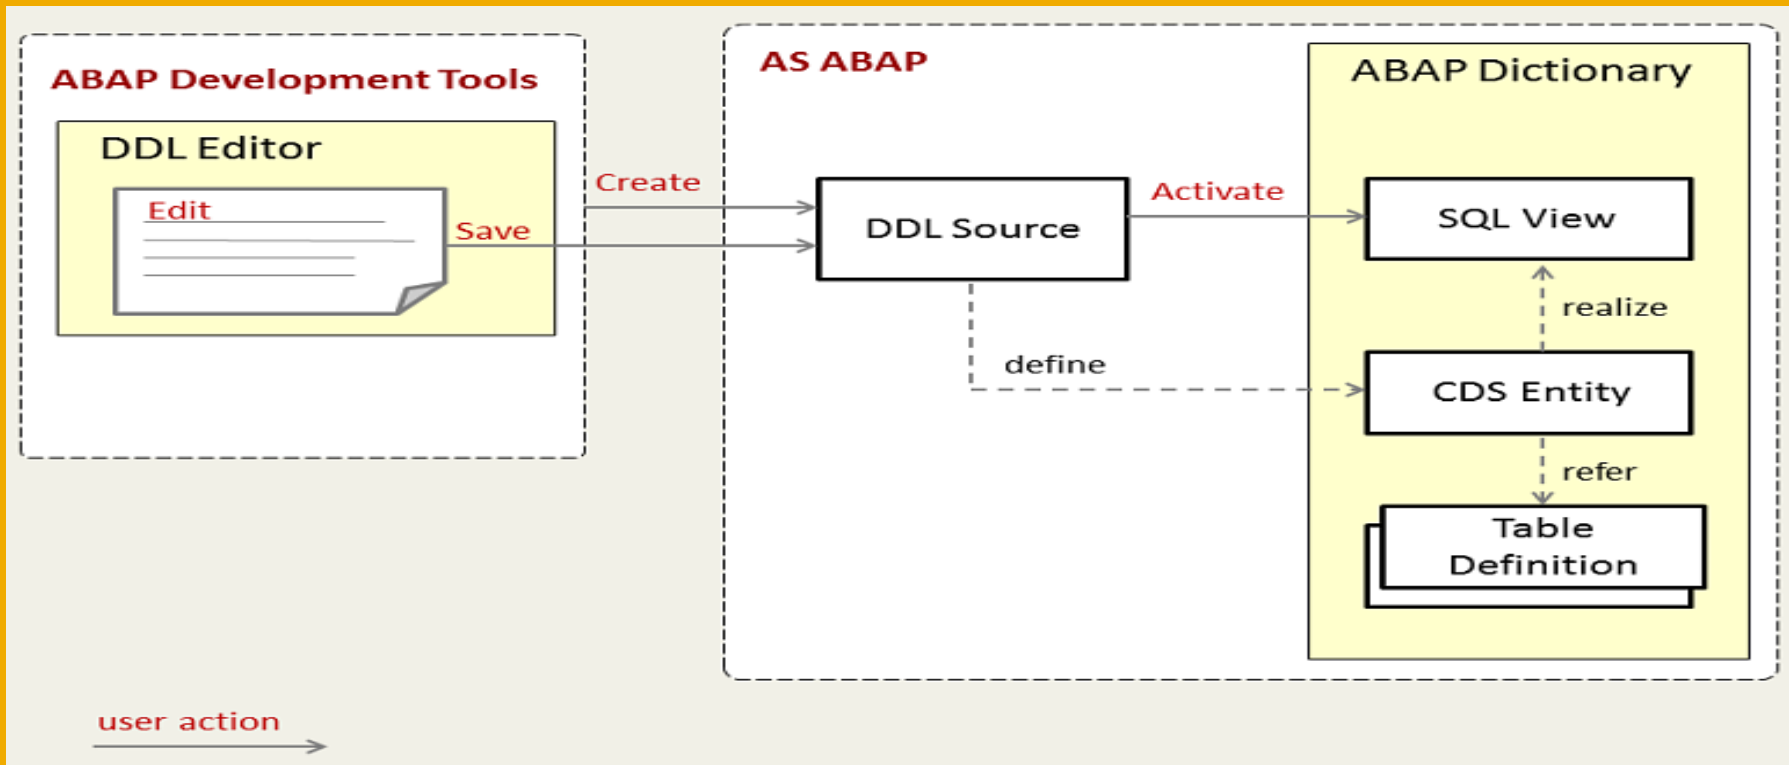 ABAP Development Tools
DDL Editor
Edit
Save
Create
AS ABAP
DDL Source
Activate
define
ABAP Dictionary
SQL View
realize
CDS Entity
refer
Table
Definition
user action